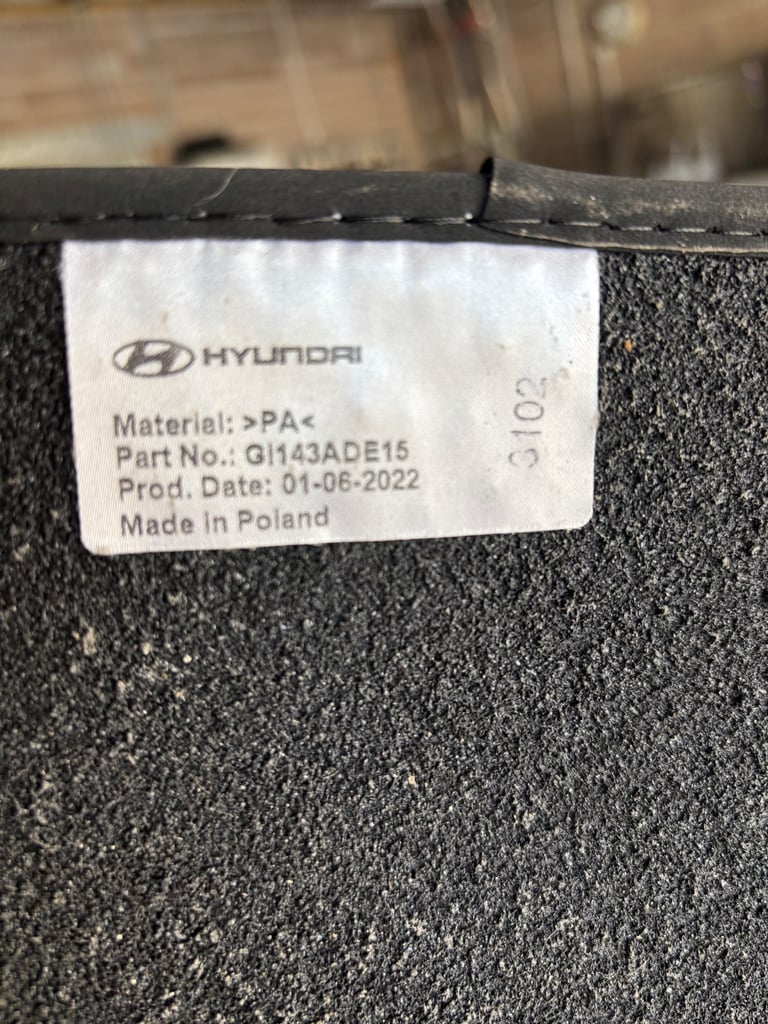 HYUNDAI
Material: >PA<
Part No.: GI143ADE15
Prod. Date: 01-06-2022
Made in Poland
3102